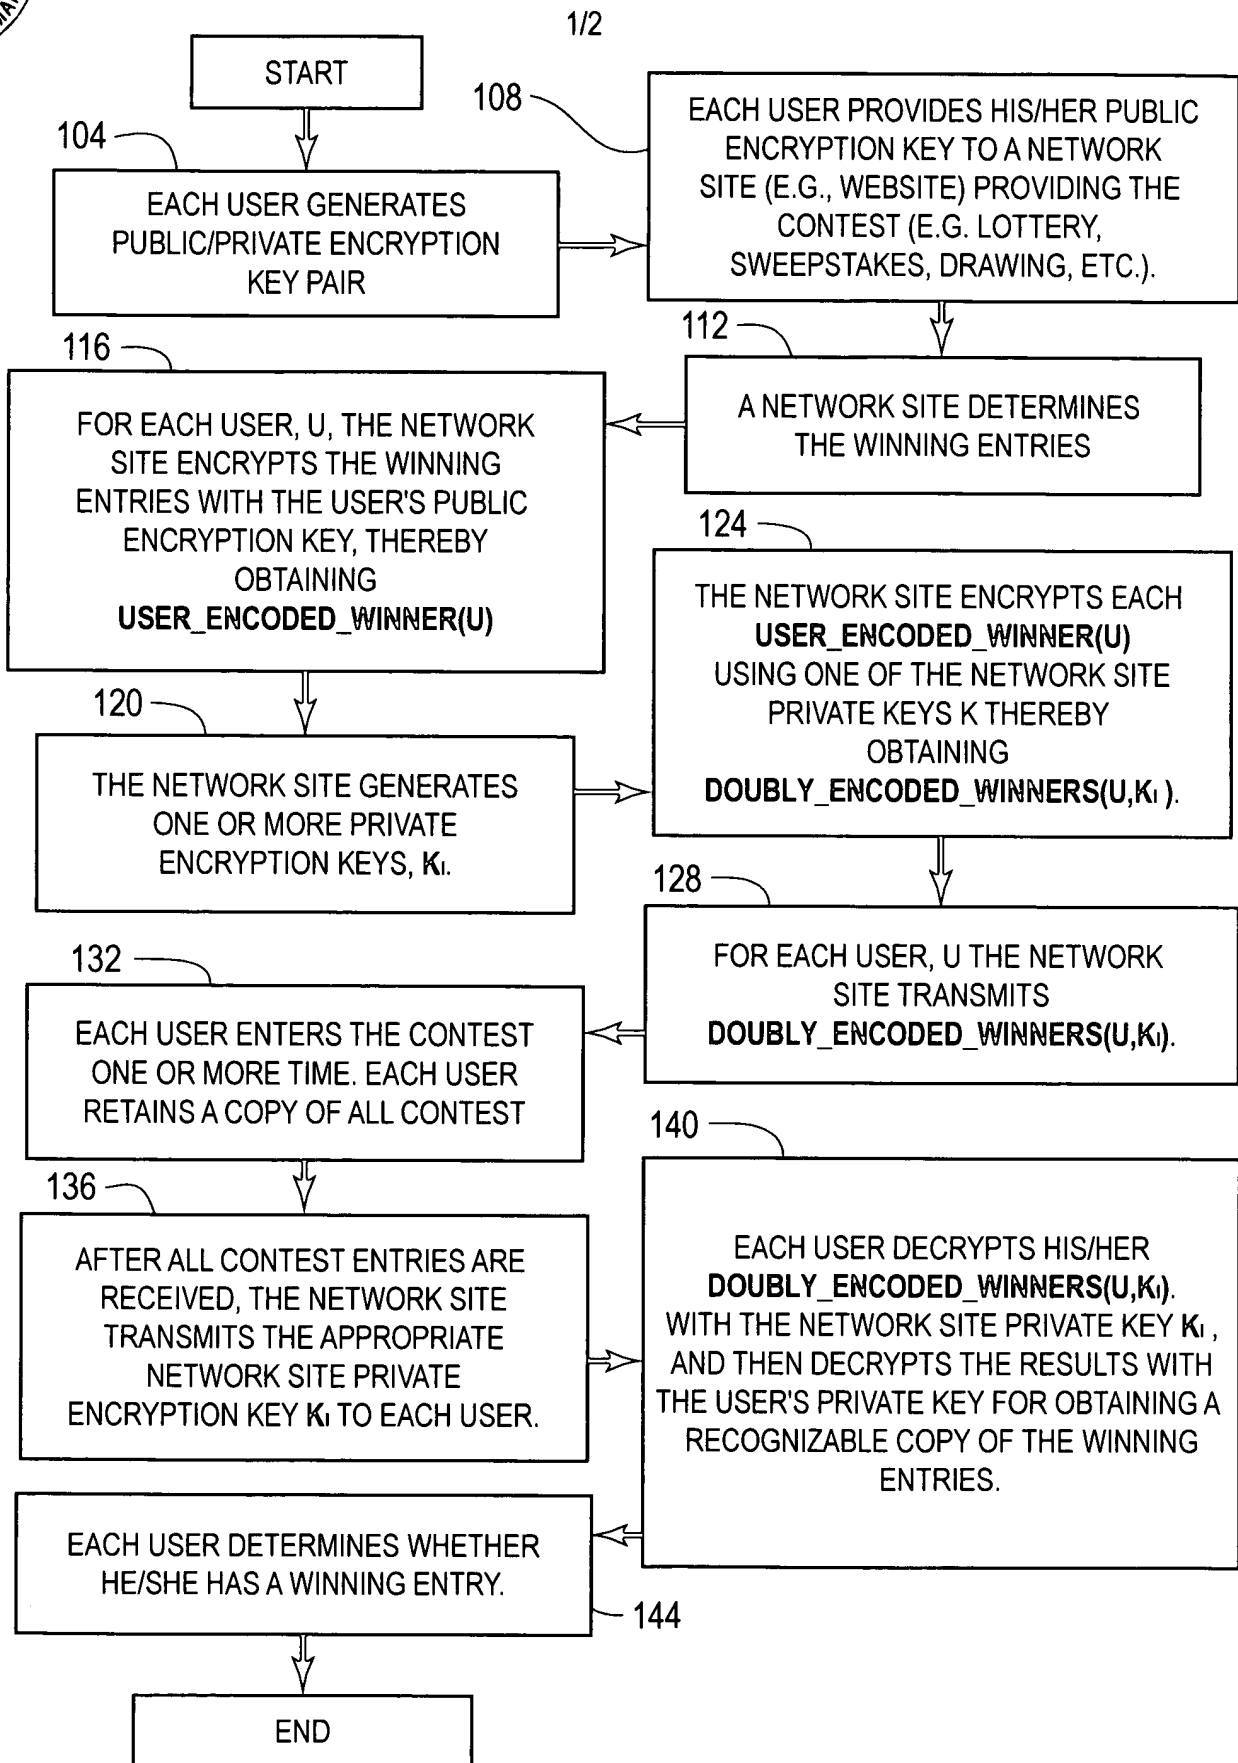 1/2
START
104
EACH USER GENERATES
PUBLIC/PRIVATE ENCRYPTION
KEY PAIR
108
EACH USER PROVIDES HIS/HER PUBLIC
ENCRYPTION KEY TO A NETWORK
SITE (E.G., WEBSITE) PROVIDING THE
CONTEST (E.G. LOTTERY,
SWEEPSTAKES, DRAWING, ETC.).
112
A NETWORK SITE DETERMINES
THE WINNING ENTRIES
116
FOR EACH USER, U, THE NETWORK
SITE ENCRYPTS THE WINNING
ENTRIES WITH THE USER'S PUBLIC
ENCRYPTION KEY, THEREBY
OBTAINING
USER_ENCODED_WINNER(U)
120
THE NETWORK SITE GENERATES
ONE OR MORE PRIVATE
ENCRYPTION KEYS, KI.
124
THE NETWORK SITE ENCRYPTS EACH
USER_ENCODED_WINNER(U)
USING ONE OF THE NETWORK SITE
PRIVATE KEYS K THEREBY
OBTAINING
DOUBLY_ENCODED_WINNERS(U,KI ).
128
FOR EACH USER, U THE NETWORK
SITE TRANSMITS
DOUBLY_ENCODED_WINNERS(U,KI).
132
EACH USER ENTERS THE CONTEST
ONE OR MORE TIME. EACH USER
RETAINS A COPY OF ALL CONTEST
136
AFTER ALL CONTEST ENTRIES ARE
RECEIVED, THE NETWORK SITE
TRANSMITS THE APPROPRIATE
NETWORK SITE PRIVATE
ENCRYPTION KEY KI TO EACH USER.
140
EACH USER DECRYPTS HIS/HER
DOUBLY_ENCODED_WINNERS(U,KI).
WITH THE NETWORK SITE PRIVATE KEY KI ,
AND THEN DECRYPTS THE RESULTS WITH
THE USER'S PRIVATE KEY FOR OBTAINING A
RECOGNIZABLE COPY OF THE WINNING
ENTRIES.
EACH USER DETERMINES WHETHER
HE/SHE HAS A WINNING ENTRY.
144
END